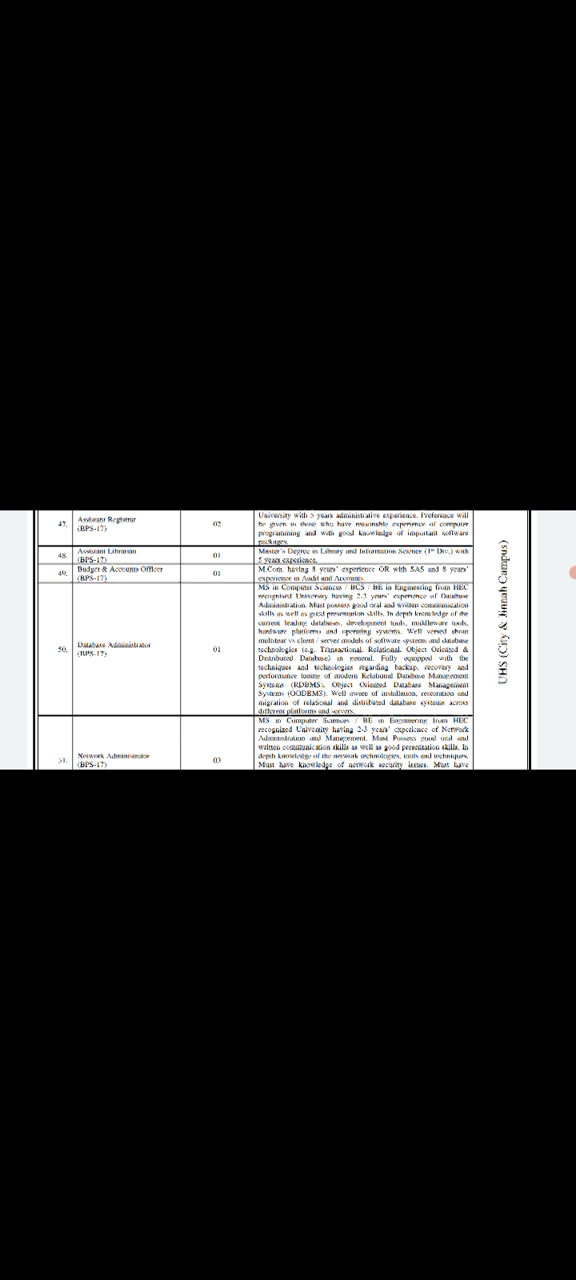 47.
Assistant Registrar
(BPS-17)
02
University with 5 years administrative experience. Preference will
be given to those who have reasonable experience of computer
programming and with good knowledge of important software
packages.
48.
Assistant Librarian
(BPS-17)
01
Master's Degree in Library and Information Science (1st Div.) with
5 years experience.
49.
Budget & Accounts Officer
(BPS-17)
01
M.Com. having 8 years' experience OR with SAS and 8 years'
experience in Audit and Accounts.
50.
Database Administrator
(BPS-17)
01
MS in Computer Sciences / BCS / BE in Engineering from HEC
recognised University having 2-3 years' experience of Database
Administration. Must possess good oral and written communication
skills as well as good presentation skills. In depth knowledge of the
current leading databases, development tools, middleware tools,
hardware platforms and operating systems. Well versed about
multitear vs client / server models of software systems and database
technologies (e.g. Transactional, Relational, Object Oriented &
Distributed Database) in general. Fully equipped with the
techniques and technologies regarding backup, recovery and
performance tuning of modern Relational Database Management
Systems (RDBMS), Object Oriented Database Management
Systems (OODBMS). Well aware of installation, restoration and
migration of relational and distributed database systems across
different platforms and servers.
51.
Network Administrator
(BPS-17)
03
MS in Computer Sciences / BE in Engineering from HEC
recognized University having 2-3 years' experience of Network
Administration and Management. Must Possess good oral and
written communication skills as well as good presentation skills. In
depth knowledge of the network technologies, tools and techniques.
Must have knowledge of network security issues. Must have
UHS (City & Jinnah Campus)